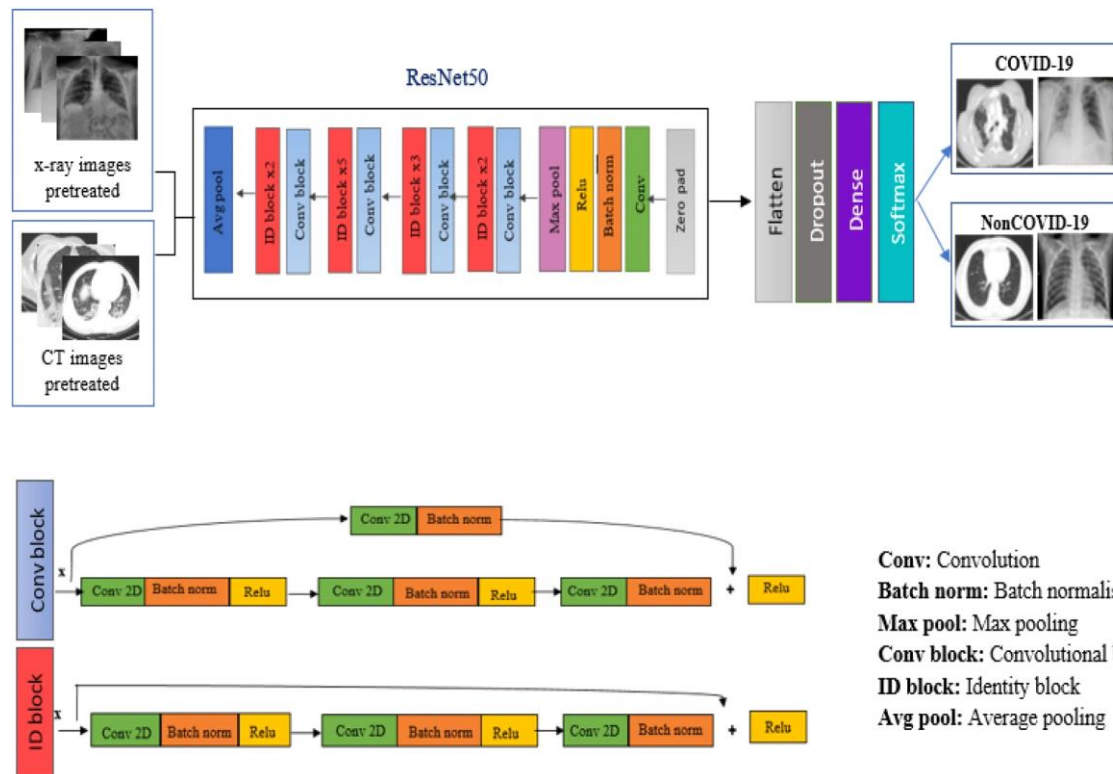 ResNet50
x-ray images
pretreated
CT images
pretreated
Avg pool
ID block x2
Conv block
ID block x5
Conv block
ID block x3
Conv block
ID block x2
Conv block
Max pool
Relu
Batch norm
Conv
Zero pad
Flatten
Dropout
Dense
Softmax
COVID-19
NonCOVID-19
Conv block
x
Conv 2D Batch norm
Conv 2D Batch norm Relu Conv 2D Batch norm Relu Conv 2D Batch norm + Relu
ID block
x
Conv 2D Batch norm Relu Conv 2D Batch norm Relu Conv 2D Batch norm + Relu
Conv: Convolution
Batch norm: Batch normalis
Max pool: Max pooling
Conv block: Convolutional
ID block: Identity block
Avg pool: Average pooling